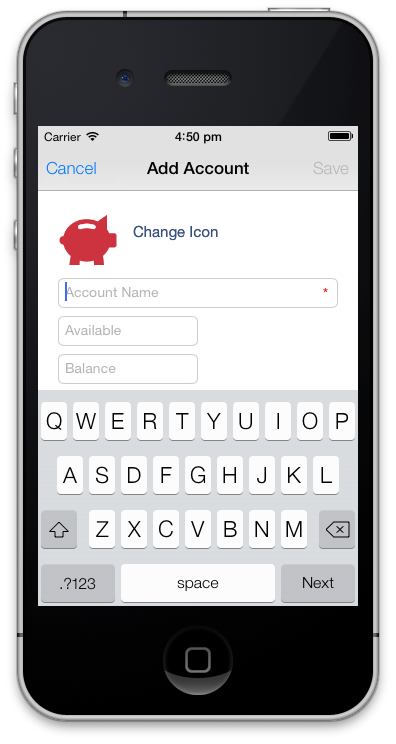 Carrier 4:50 pm
Cancel Add Account Save
Change Icon
Account Name *
Available
Balance
Q W E R T Y U I O P
A S D F G H J K L
Z X C V B N M
.?123 space Next